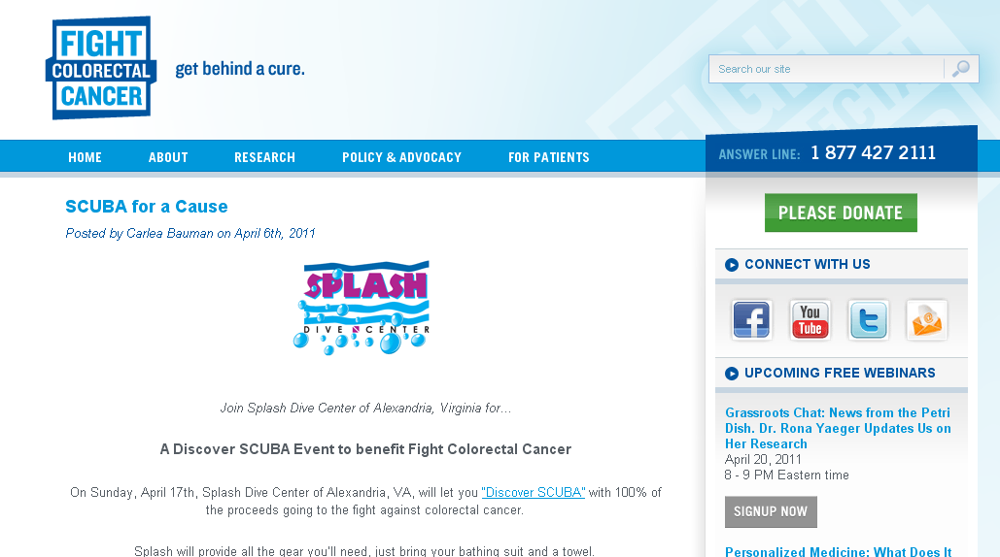 FIGHT
COLORECTAL
CANCER
get behind a cure.
Search our site
HOME
ABOUT
RESEARCH
POLICY & ADVOCACY
FOR PATIENTS
ANSWER LINE: 1 877 427 2111
SCUBA for a Cause
Posted by Carlea Bauman on April 6th, 2011
SPLASH
DIVE CENTER
Join Splash Dive Center of Alexandria, Virginia for…
A Discover SCUBA Event to benefit Fight Colorectal Cancer
On Sunday, April 17th, Splash Dive Center of Alexandria, VA, will let you "Discover SCUBA" with 100% of
the proceeds going to the fight against colorectal cancer.
Splash will provide all the gear you'll need, just bring your bathing suit and a towel.
PLEASE DONATE
CONNECT WITH US
f
You
Tube
t
@
UPCOMING FREE WEBINARS
Grassroots Chat: News from the Petri
Dish. Dr. Rona Yaeger Updates Us on
Her Research
April 20, 2011
8 - 9 PM Eastern time
SIGNUP NOW
Personalized Medicine: What Does It